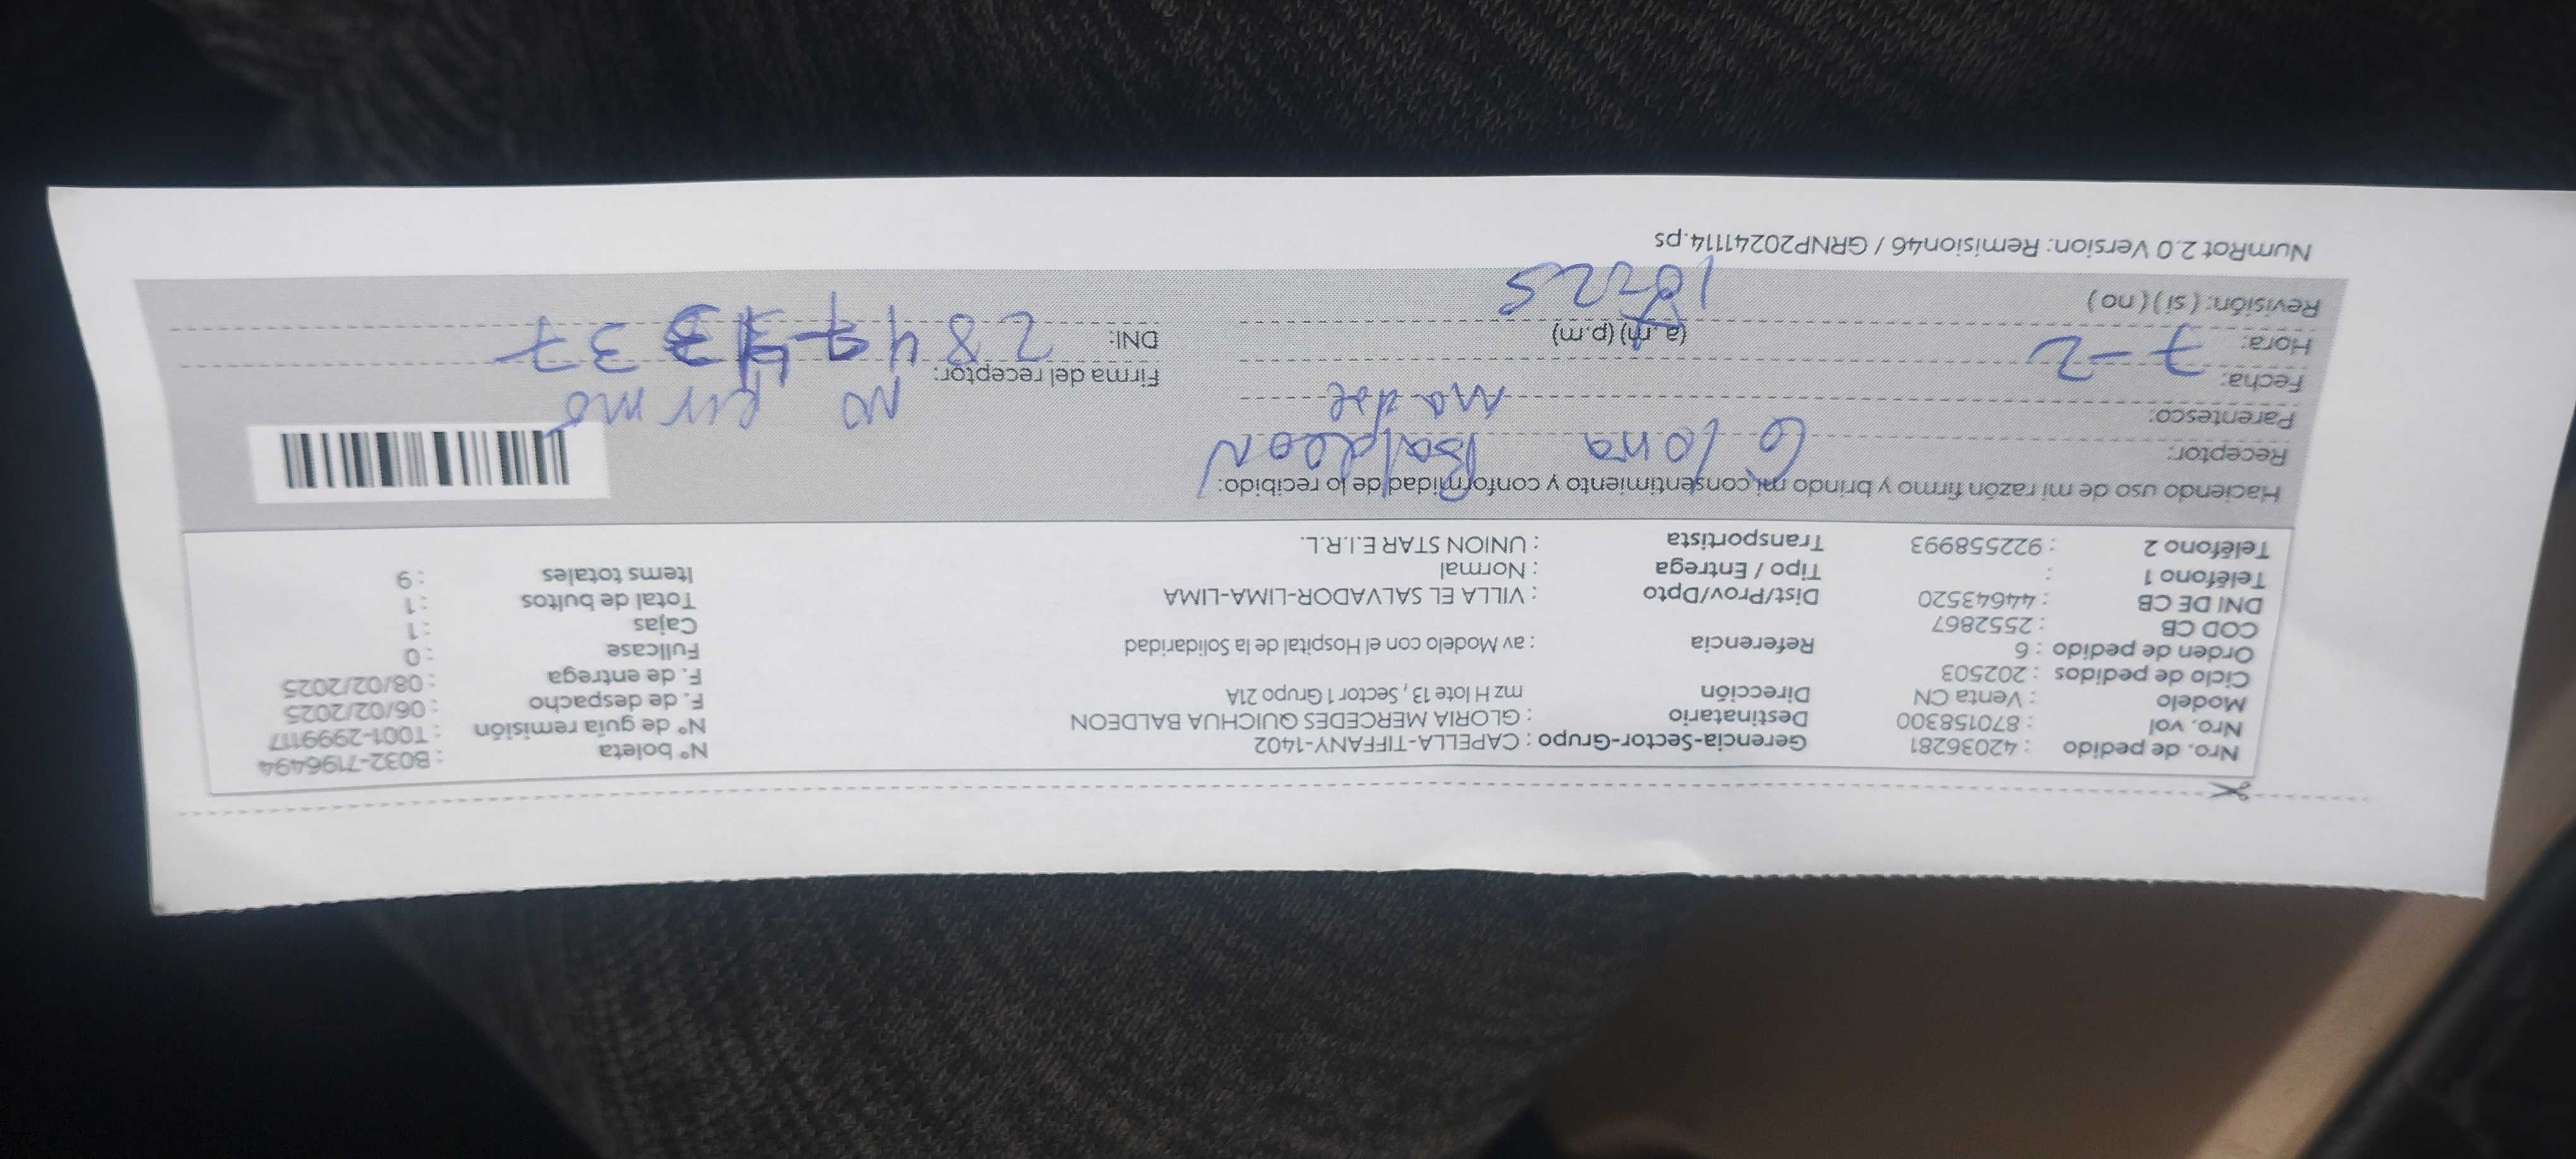 Nro. de pedido : 42036281 Gerencia-Sector-Grupo : CAPELLA-TIFFANY-1402 N° boleta : B032-7196494
Nro. vol : 870158300 Destinatario : GLORIA MERCEDES QUICHUA BALDEON N° de guía remisión : T001-2999117
Modelo : Venta CN Dirección mz H lote 13, Sector 1 Grupo 21A F. de despacho : 06/02/2025
Ciclo de pedidos : 202503 F. de entrega : 08/02/2025
Orden de pedido : 6 Referencia : av Modelo con el Hospital de la Solidaridad Fullcase : 0
COD CB : 2552867 Cajas : 1
DNI DE CB : 44643520 Dist/Prov/Dpto : VILLA EL SALVADOR-LIMA-LIMA Total de bultos : 1
Teléfono 1 : Tipo / Entrega : Normal Items totales : 9
Teléfono 2 : 922558993 Transportista : UNION STAR E.I.R.L.
Haciendo uso de mi razón firmo y brindo mi consentimiento y conformidad de lo recibido:
Receptor: Gloria Baldeon
Parentesco: madre
Fecha: 7-2 Firma del receptor: no firmo
Hora: (a.m) (p.m) DNI:
Revisión: ( si ) ( no )
NumRot 2.0 Version: Remision46 / GRNP20241114.ps